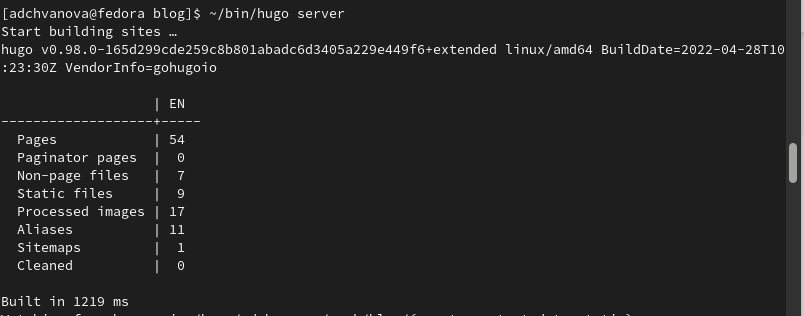 [adchvanova@fedora blog]$ ~/bin/hugo server
Start building sites …
hugo v0.98.0-165d299cde259c8b801abadc6d3405a229e449f6+extended linux/amd64 BuildDate=2022-04-28T10
:23:30Z VendorInfo=gohugoio
                   | EN
-------------------+-----
  Pages            | 54
  Paginator pages  |  0
  Non-page files   |  7
  Static files     |  9
  Processed images | 17
  Aliases          | 11
  Sitemaps         |  1
  Cleaned          |  0
Built in 1219 ms